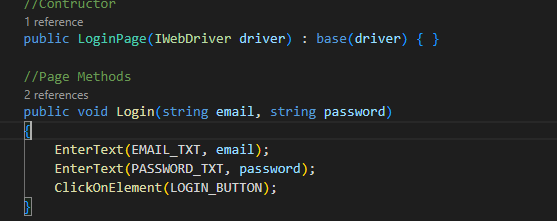 //Contructor
1 reference
public LoginPage(IWebDriver driver) : base(driver) { }
//Page Methods
2 references
public void Login(string email, string password)
{
EnterText(EMAIL_TXT, email);
EnterText(PASSWORD_TXT, password);
ClickOnElement(LOGIN_BUTTON);
}